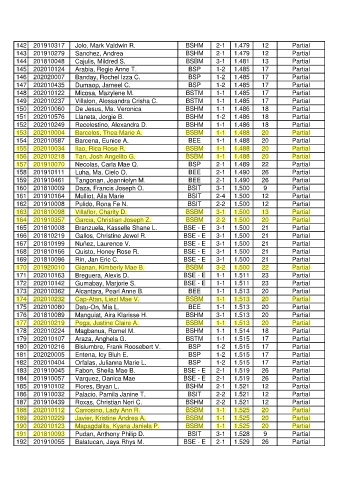 142 201910317 Jolo, Mark Valdwin R. BSHM 2-1 1.479 12 Partial
143 201910279 Sanchez, Andrea BSHM 2-1 1.479 12 Partial
144 201810048 Cajulis, Mildred S. BSBM 3-1 1.481 13 Partial
145 202010124 Arabia, Regie Anne T. BSP 1-2 1.485 17 Partial
146 202020007 Banday, Rochel Izza C. BSP 1-2 1.485 17 Partial
147 202010435 Dumaop, Jameel C. BSP 1-2 1.485 17 Partial
148 202010122 Micosa, Mazylene M. BSTM 1-1 1.485 17 Partial
149 202010237 Villalon, Alessandra Crisha C. BSTM 1-1 1.485 17 Partial
150 202010060 De Jesus, Ma. Veronica BSHM 1-1 1.486 18 Partial
151 202010576 Llaneta, Jorgie B. BSHM 1-2 1.486 18 Partial
152 202010249 Recolestino, Alexandra D. BSHM 1-1 1.486 18 Partial
153 202010004 Barcelos, Thea Marie A. BSBM 1-1 1.488 20 Partial
154 202010587 Barcena, Eunice A. BEE 1-1 1.488 20 Partial
155 202010034 Ilao, Rica Rose R. BSBM 1-1 1.488 20 Partial
156 202010218 Tan, Josh Angelito G. BSBM 1-1 1.488 20 Partial
157 201910070 Necolas, Carla Mae Q. BSP 2-1 1.489 22 Partial
158 201910111 Luha, Ma. Cielo O. BEE 2-1 1.490 26 Partial
159 201910461 Tangonan, Jeanntelyn M. BEE 2-1 1.490 26 Partial
160 201810009 Daza, Francis Joseph O. BSIT 3-1 1.500 9 Partial
161 201910164 Mullot, Alia Marie BSIT 2-4 1.500 12 Partial
162 201910008 Pulido, Rona Fe N. BSIT 2-2 1.500 12 Partial
163 201810098 Villaflor, Charity D. BSBM 3-1 1.500 13 Partial
164 201910357 Garcia, Christian Joseph Z. BSBM 2-2 1.500 20 Partial
165 201810008 Branzuela, Kasselle Shane L. BSE - E 3-1 1.500 21 Partial
166 201810219 Gallos, Christine Jewel R. BSE - E 3-1 1.500 21 Partial
167 201810199 Nuñez, Laurence V. BSE - E 3-1 1.500 21 Partial
168 201810166 Quisto, Honey Rose R. BSE - E 3-1 1.500 21 Partial
169 201810096 Rin, Jan Eric C. BSE - E 3-1 1.500 21 Partial
170 201920010 Gianan, Kimberly Mae B. BSBM 3-2 1.500 22 Partial
171 202010163 Berguera, Alexis D. BSE - E 1-1 1.511 23 Partial
172 202010142 Gumabay, Marjorie S. BSE - E 1-1 1.511 23 Partial
173 202010362 Alcantara, Pearl Anne B. BEE 1-1 1.513 20 Partial
174 202010232 Cap-Atan, Liezl Mae V. BSBM 1-1 1.513 20 Partial
175 202010080 Dalu-On, Mia L. BEE 1-1 1.513 20 Partial
176 201810089 Manguiat, Aira Klarisse H. BSHM 3-1 1.513 20 Partial
177 202010219 Poga, Justine Claire A. BSBM 1-1 1.513 20 Partial
178 202010224 Magbanua, Ramel M. BSHM 1-1 1.514 18 Partial
179 202010107 Araza, Anghela G. BSTM 1-1 1.515 17 Partial
180 202010216 Balumbre, Frank Roosebert V. BSP 1-2 1.515 17 Partial
181 202020005 Enteria, Icy Bluh E. BSP 1-2 1.515 17 Partial
182 202010404 Orfalas, Julianna Marie L. BSP 1-2 1.515 17 Partial
183 201910045 Fabon, Sheila Mae B. BSE - E 2-1 1.519 26 Partial
184 201910057 Varquez, Danica Mae BSE - E 2-1 1.519 26 Partial
185 201910102 Flores, Bryan L. BSHM 2-1 1.521 12 Partial
186 201910032 Palacio, Pamila Janine T. BSIT 2-2 1.521 12 Partial
187 201910439 Roxas, Christian Neri C. BSHM 2-2 1.521 12 Partial
188 202010112 Camosino, Lady Ann R. BSBM 1-1 1.525 20 Partial
189 202010229 Javier, Kristine Andrea A. BSBM 1-1 1.525 20 Partial
190 202010123 Mapagdalita, Kyana Janiela P. BSBM 1-1 1.525 20 Partial
191 201810093 Pudan, Anthony Philip D. BSIT 3-1 1.528 9 Partial
192 201910055 Balatucan, Jaya Rhys M. BSE - E 2-1 1.529 26 Partial